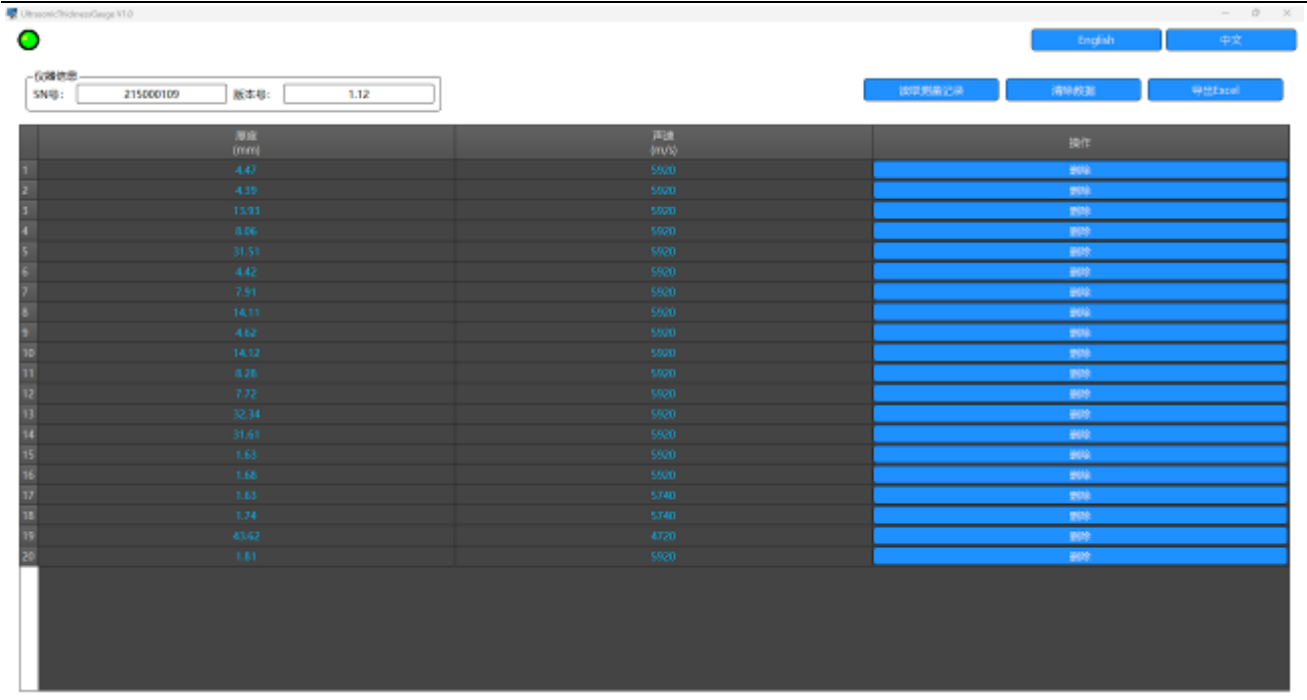 UltrasonicThicknessGauge V1.0
English 中文
仪器信息
SN号: 215000109 版本号: 1.12
读取测量记录 清除数据 导出Excel
厚度 声速 操作
(mm) (m/s)
1 4.47 5920 删除
2 4.39 5920 删除
3 13.93 5920 删除
4 8.06 5920 删除
5 31.51 5920 删除
6 4.42 5920 删除
7 7.91 5920 删除
8 14.11 5920 删除
9 4.62 5920 删除
10 14.12 5920 删除
11 8.28 5920 删除
12 7.72 5920 删除
13 32.34 5920 删除
14 31.61 5920 删除
15 1.63 5920 删除
16 1.68 5920 删除
17 1.63 5740 删除
18 1.74 5740 删除
19 43.62 4720 删除
20 1.81 5920 删除